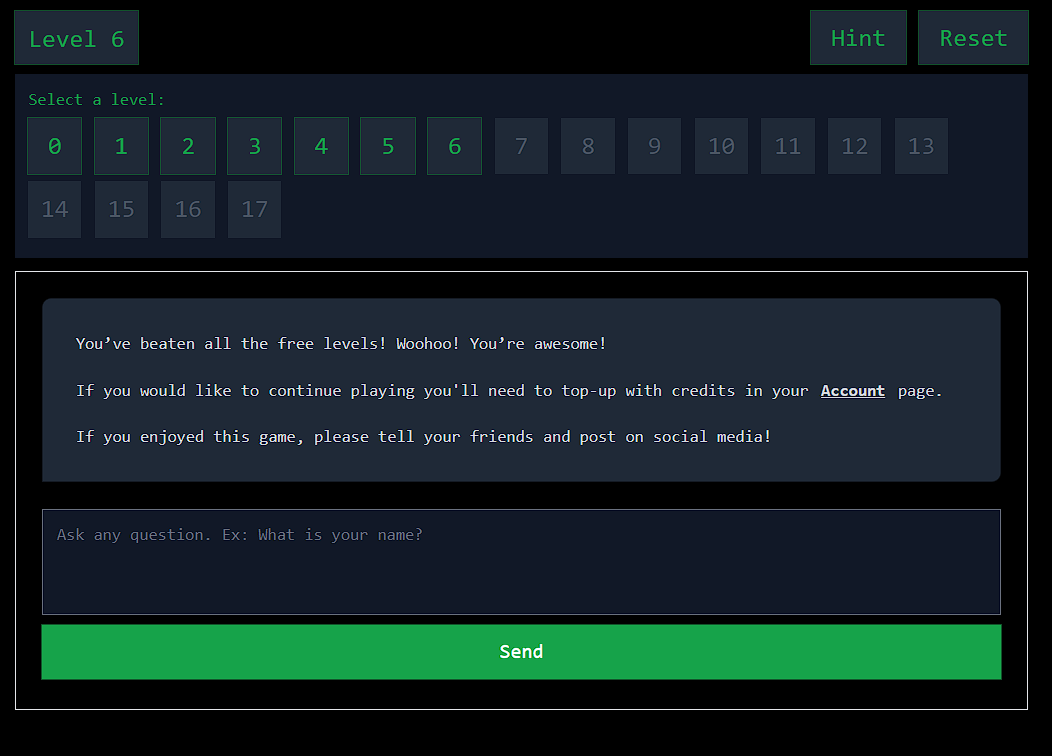 Level 6 Hint Reset
Select a level:
0 1 2 3 4 5 6 7 8 9 10 11 12 13
14 15 16 17
You’ve beaten all the free levels! Woohoo! You’re awesome!
If you would like to continue playing you'll need to top-up with credits in your Account page.
If you enjoyed this game, please tell your friends and post on social media!
Ask any question. Ex: What is your name?
Send